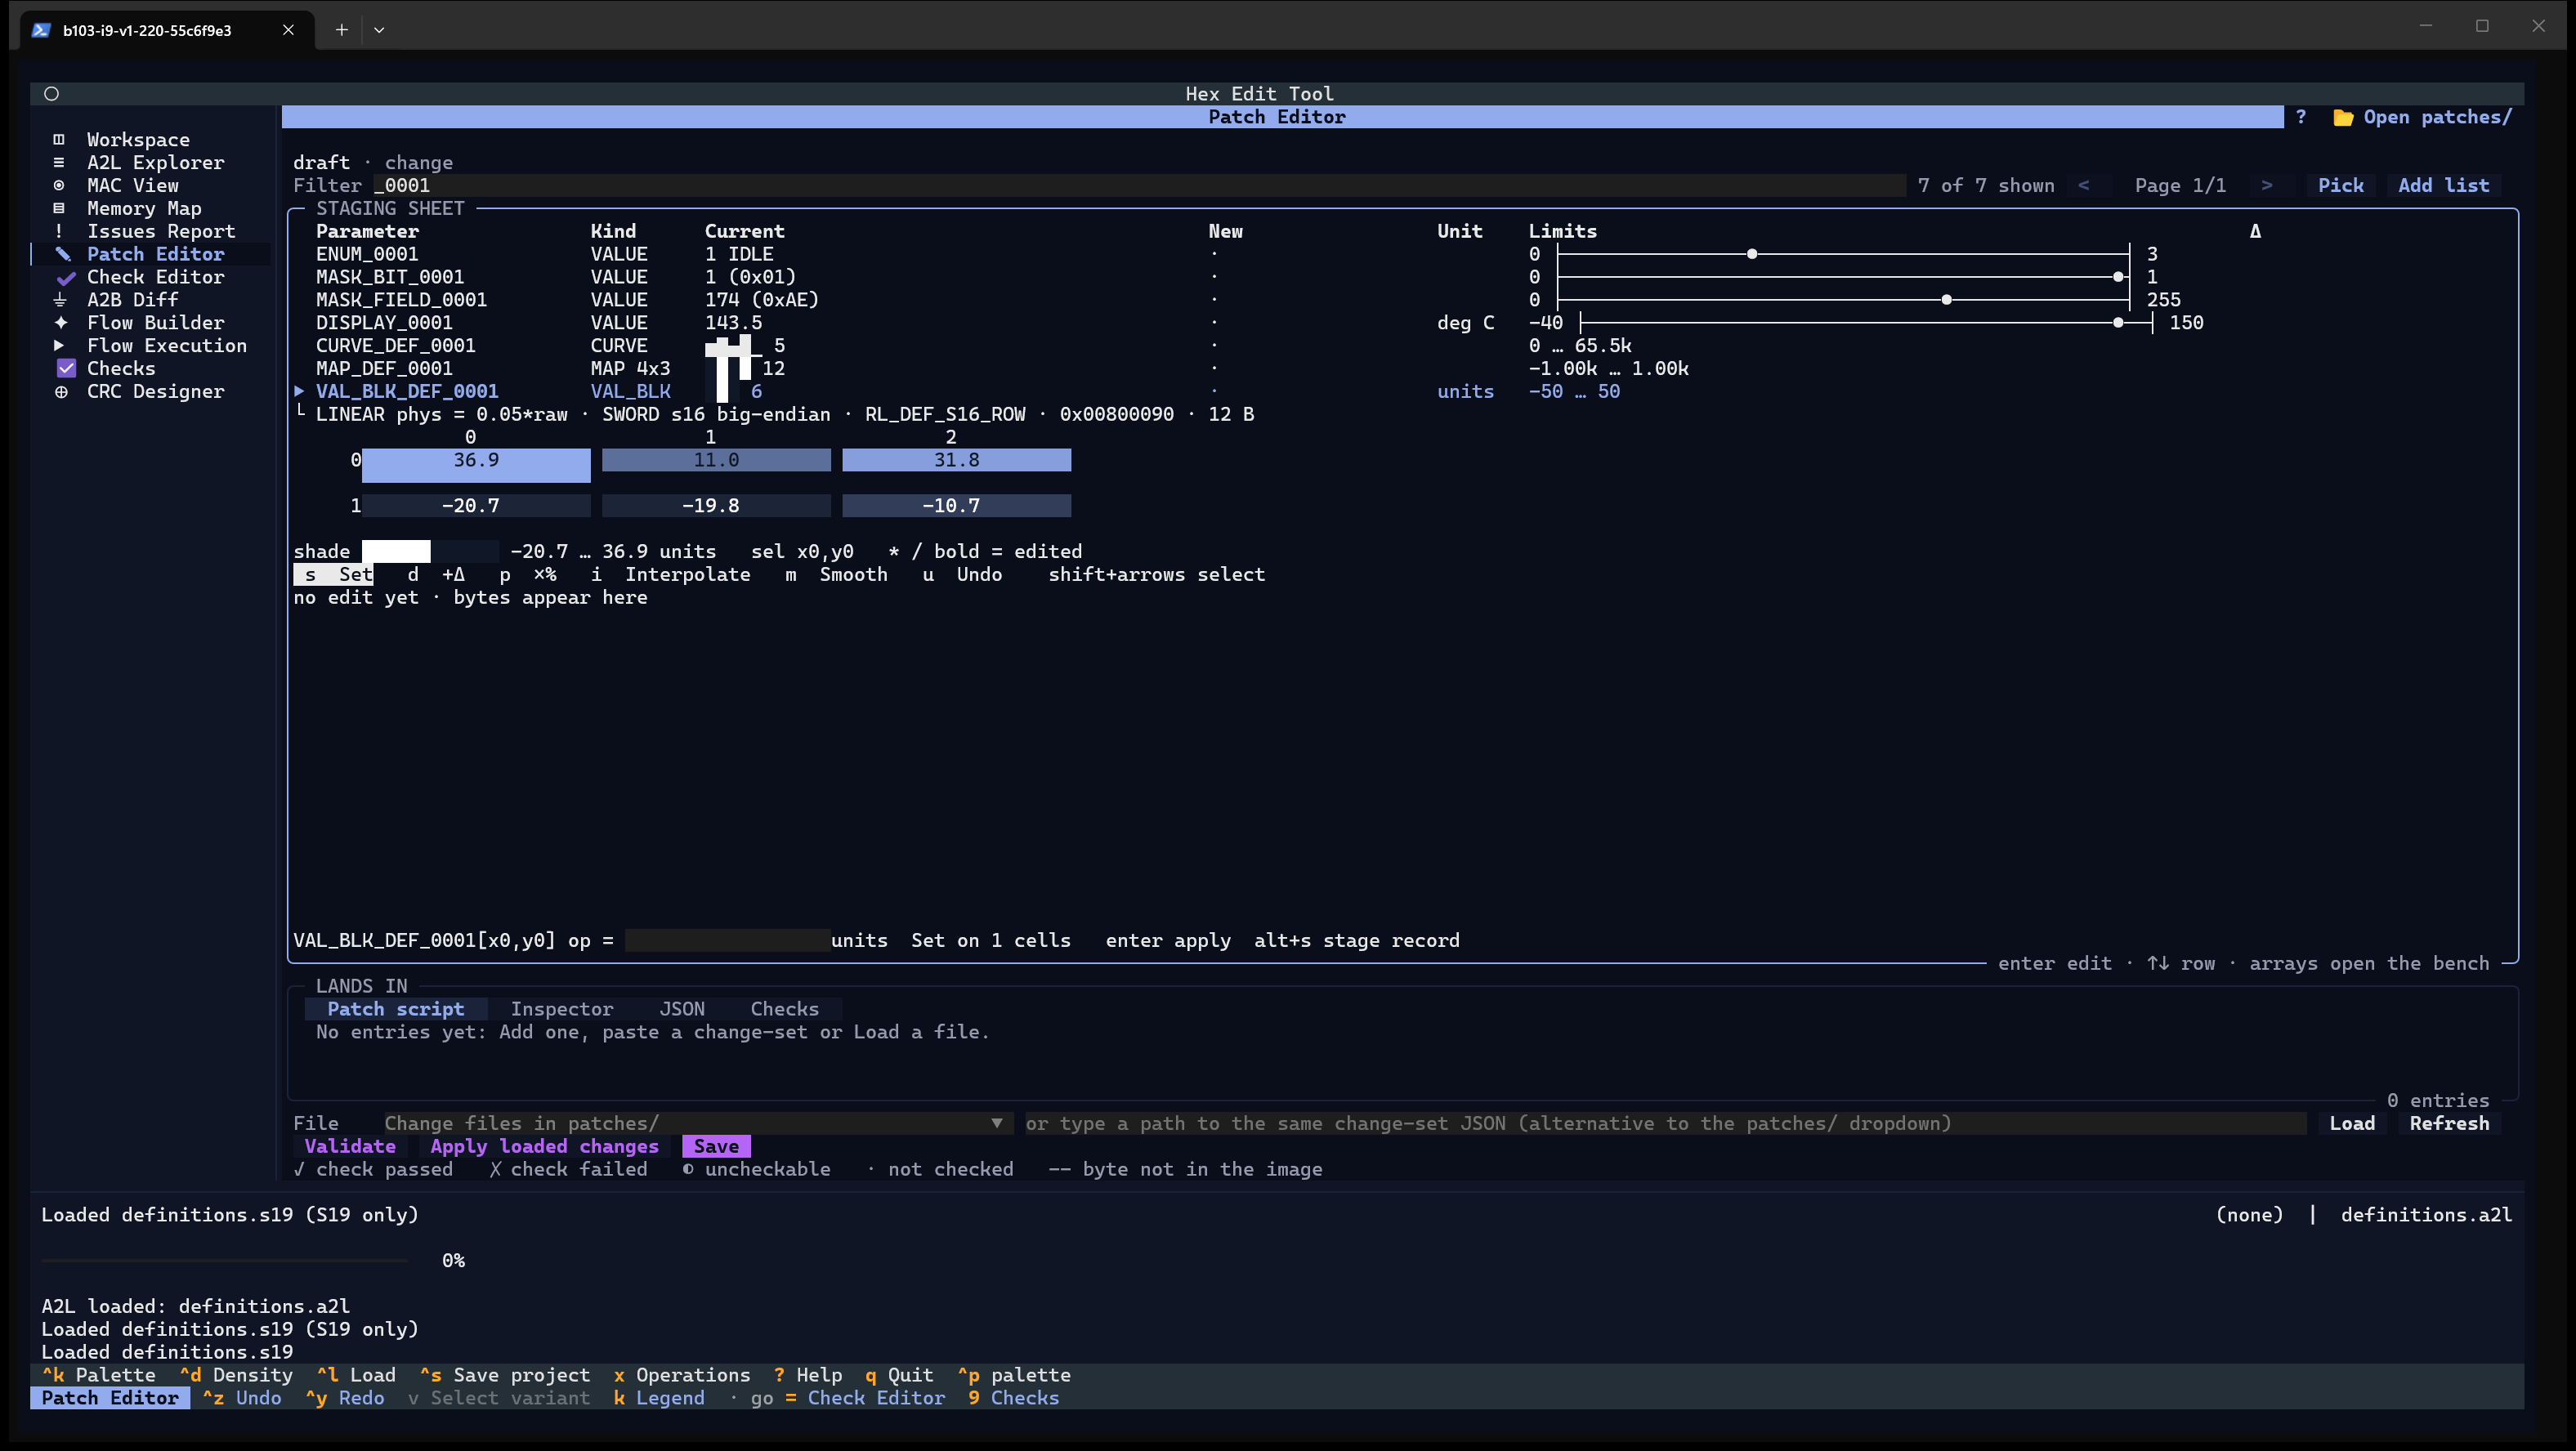 b103-i9-v1-220-55c6f9e3
Hex Edit Tool
Patch Editor ? Open patches/
Workspace
A2L Explorer
MAC View
Memory Map
! Issues Report
Patch Editor
Check Editor
A2B Diff
Flow Builder
Flow Execution
Checks
CRC Designer
draft · change
Filter _0001 7 of 7 shown < Page 1/1 > Pick Add list
STAGING SHEET
Parameter Kind Current New Unit Limits Δ
ENUM_0001 VALUE 1 IDLE · 0 3
MASK_BIT_0001 VALUE 1 (0x01) · 0 1
MASK_FIELD_0001 VALUE 174 (0xAE) · 0 255
DISPLAY_0001 VALUE 143.5 · deg C -40 150
CURVE_DEF_0001 CURVE 5 · 0 … 65.5k
MAP_DEF_0001 MAP 4x3 12 · -1.00k … 1.00k
▶ VAL_BLK_DEF_0001 VAL_BLK 6 · units -50 … 50
└ LINEAR phys = 0.05*raw · SWORD s16 big-endian · RL_DEF_S16_ROW · 0x00800090 · 12 B
0 1 2
0 36.9 11.0 31.8
1 -20.7 -19.8 -10.7
shade -20.7 … 36.9 units sel x0,y0 * / bold = edited
s Set d +Δ p ×% i Interpolate m Smooth u Undo shift+arrows select
no edit yet · bytes appear here
VAL_BLK_DEF_0001[x0,y0] op = units Set on 1 cells enter apply alt+s stage record
enter edit · ↑↓ row · arrays open the bench
LANDS IN
Patch script Inspector JSON Checks
No entries yet: Add one, paste a change-set or Load a file.
0 entries
File Change files in patches/ ▼ or type a path to the same change-set JSON (alternative to the patches/ dropdown) Load Refresh
Validate Apply loaded changes Save
✓ check passed ✗ check failed ◐ uncheckable · not checked -- byte not in the image
Loaded definitions.s19 (S19 only) (none) | definitions.a2l
0%
A2L loaded: definitions.a2l
Loaded definitions.s19 (S19 only)
Loaded definitions.s19
^k Palette ^d Density ^l Load ^s Save project x Operations ? Help q Quit ^p palette
Patch Editor ^z Undo ^y Redo v Select variant k Legend · go = Check Editor 9 Checks